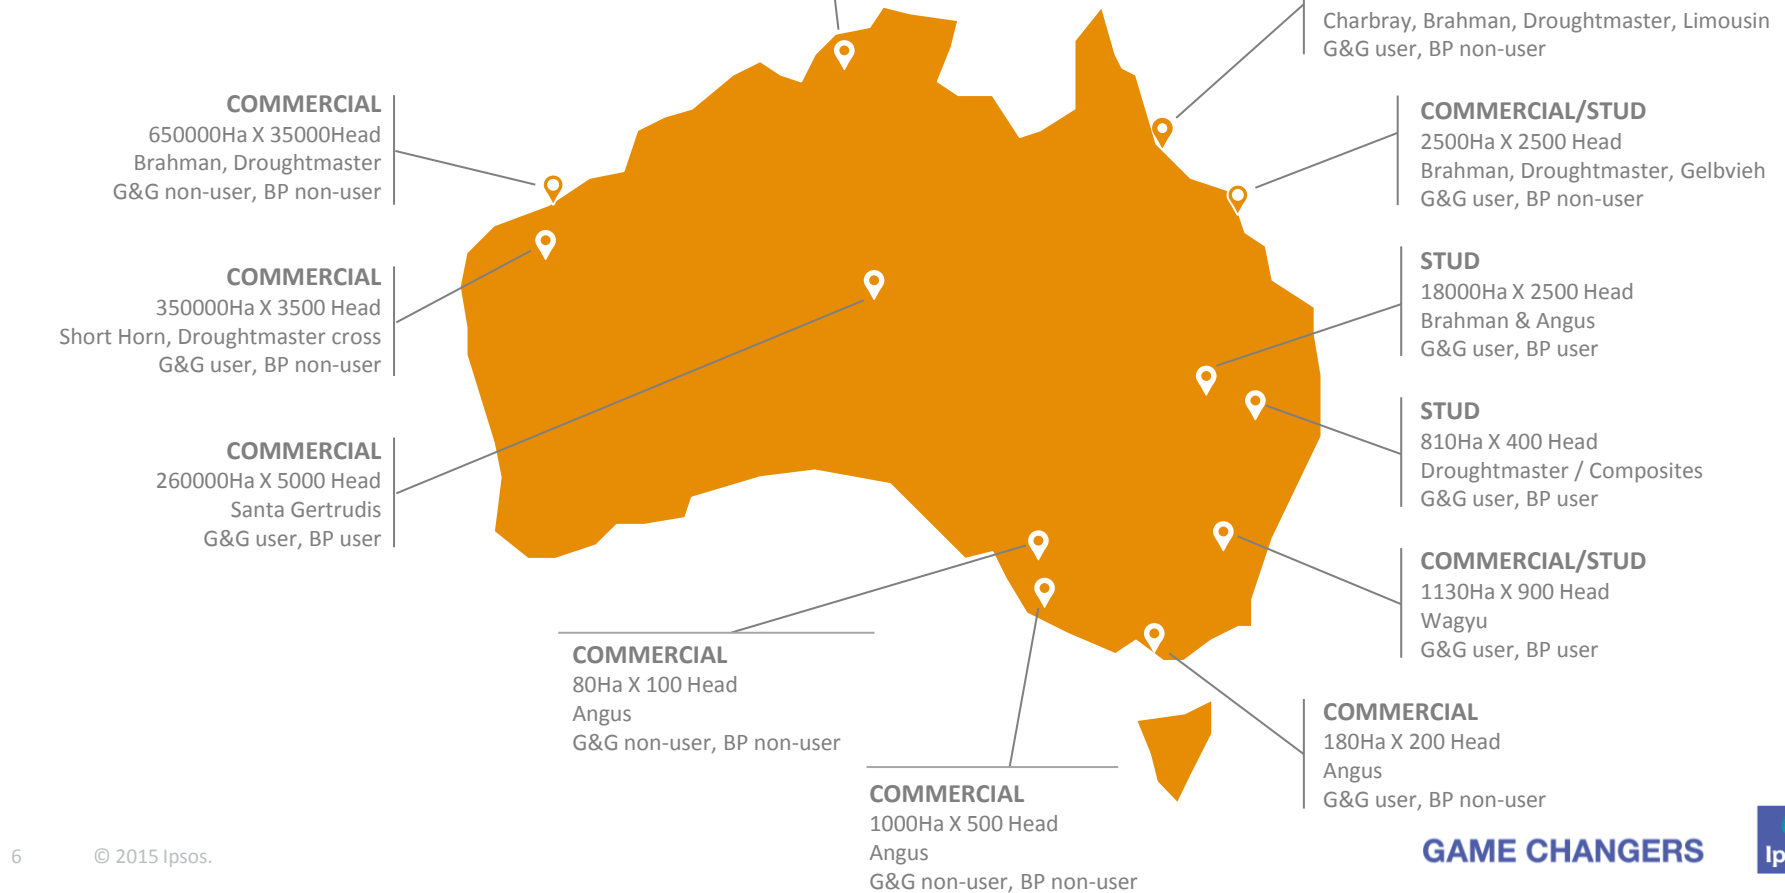 Charbray, Brahman, Droughtmaster, Limousin
G&G user, BP non-user
COMMERCIAL
650000Ha X 35000Head
Brahman, Droughtmaster
G&G non-user, BP non-user
COMMERCIAL/STUD
2500Ha X 2500 Head
Brahman, Droughtmaster, Gelbvieh
G&G user, BP non-user
COMMERCIAL
350000Ha X 3500 Head
Short Horn, Droughtmaster cross
G&G user, BP non-user
STUD
18000Ha X 2500 Head
Brahman & Angus
G&G user, BP user
COMMERCIAL
260000Ha X 5000 Head
Santa Gertrudis
G&G user, BP user
STUD
810Ha X 400 Head
Droughtmaster / Composites
G&G user, BP user
COMMERCIAL/STUD
1130Ha X 900 Head
Wagyu
G&G user, BP user
COMMERCIAL
80Ha X 100 Head
Angus
G&G non-user, BP non-user
COMMERCIAL
180Ha X 200 Head
Angus
G&G user, BP non-user
COMMERCIAL
1000Ha X 500 Head
Angus
G&G non-user, BP non-user
6
© 2015 Ipsos.
GAME CHANGERS
Ip